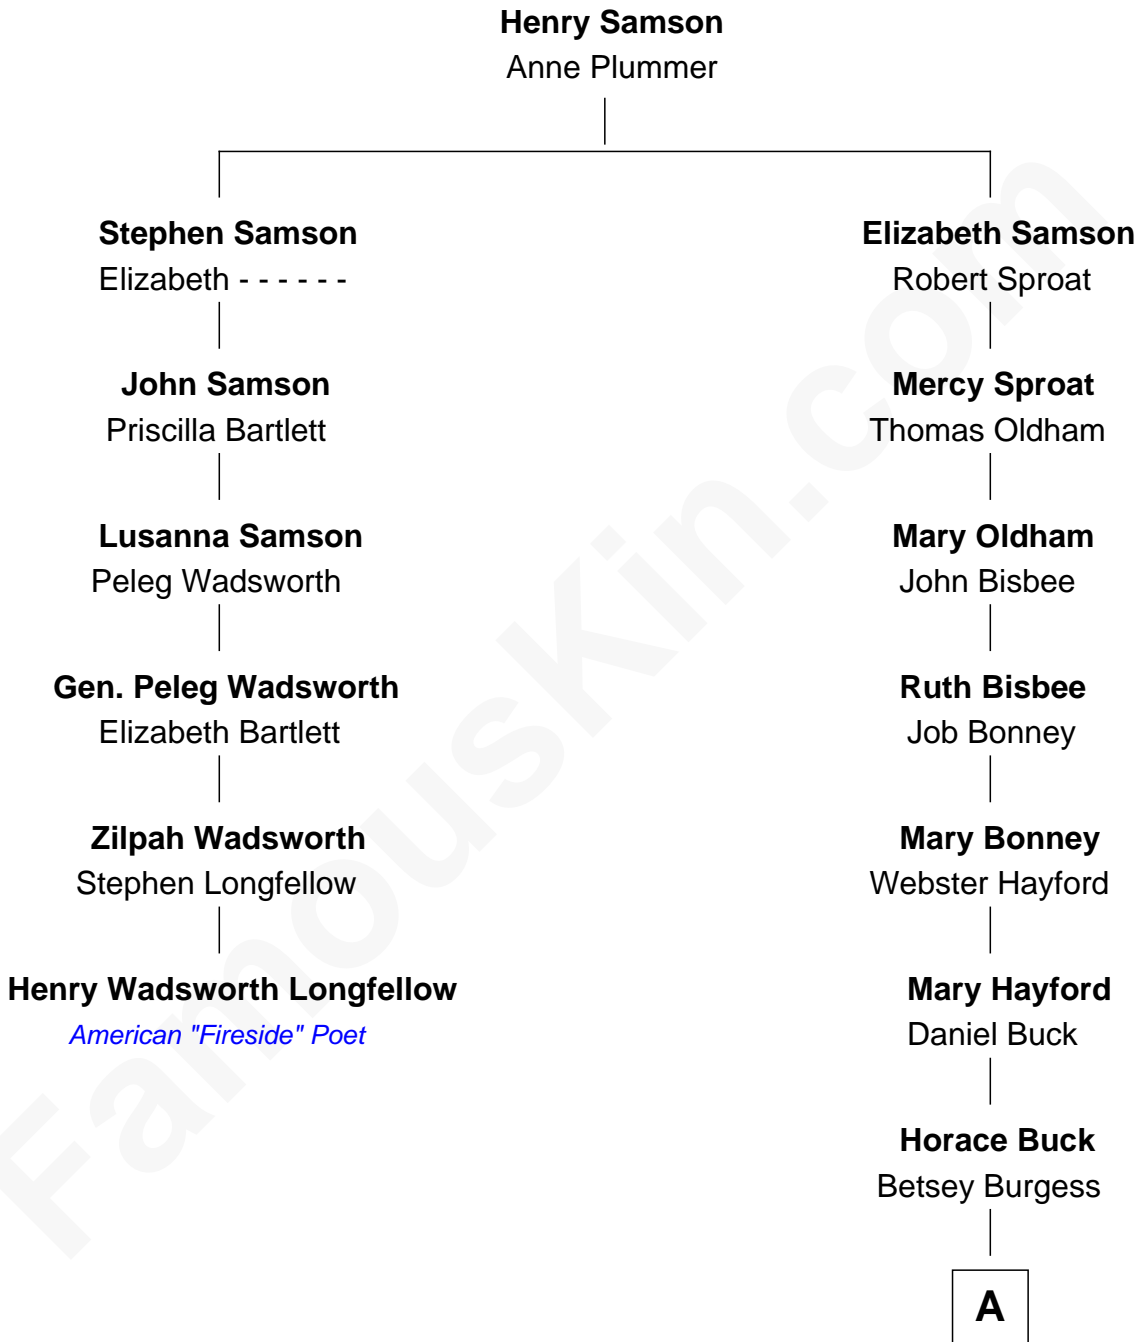 Henry Samson
Anne Plummer
Stephen Samson
Elizabeth - - - - - -
John Samson
Priscilla Bartlett
Lusanna Samson
Peleg Wadsworth
Gen. Peleg Wadsworth
Elizabeth Bartlett
Zilpah Wadsworth
Stephen Longfellow
Henry Wadsworth Longfellow
American "Fireside" Poet
Elizabeth Samson
Robert Sproat
Mercy Sproat
Thomas Oldham
Mary Oldham
John Bisbee
Ruth Bisbee
Job Bonney
Mary Bonney
Webster Hayford
Mary Hayford
Daniel Buck
Horace Buck
Betsey Burgess
A
FamousKin.com